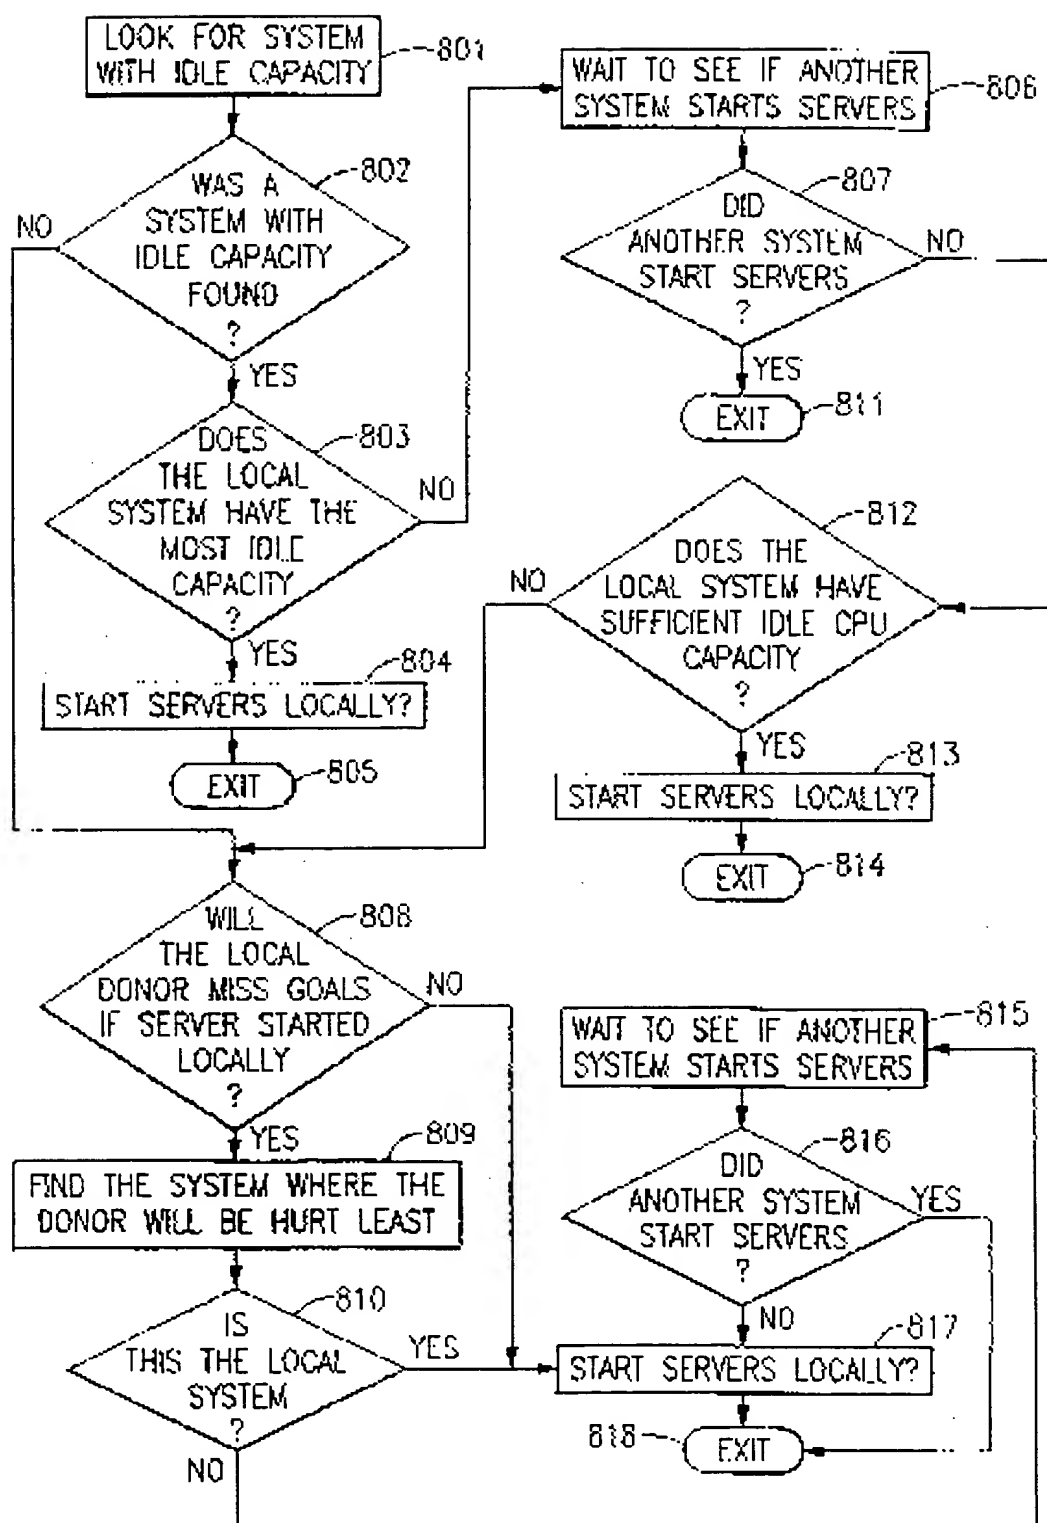 LOOK FOR SYSTEM
WITH IDLE CAPACITY
801
802
WAS A
SYSTEM WITH
IDLE CAPACITY
FOUND
?
NO
YES
803
DOES
THE LOCAL
SYSTEM HAVE THE
MOST IDLE
CAPACITY
?
NO
YES
804
START SERVERS LOCALLY?
EXIT
805
WAIT TO SEE IF ANOTHER
SYSTEM STARTS SERVERS
806
807
DID
ANOTHER SYSTEM
START SERVERS
?
NO
YES
EXIT
811
812
DOES THE
LOCAL SYSTEM HAVE
SUFFICIENT IDLE CPU
CAPACITY
?
NO
YES
813
START SERVERS LOCALLY?
EXIT
814
808
WILL
THE LOCAL
DONOR MISS GOALS
IF SERVER STARTED
LOCALLY
?
NO
YES
809
FIND THE SYSTEM WHERE THE
DONOR WILL BE HURT LEAST
810
IS
THIS THE LOCAL
SYSTEM
?
YES
NO
815
WAIT TO SEE IF ANOTHER
SYSTEM STARTS SERVERS
816
DID
ANOTHER SYSTEM
START SERVERS
?
YES
NO
817
START SERVERS LOCALLY?
818
EXIT